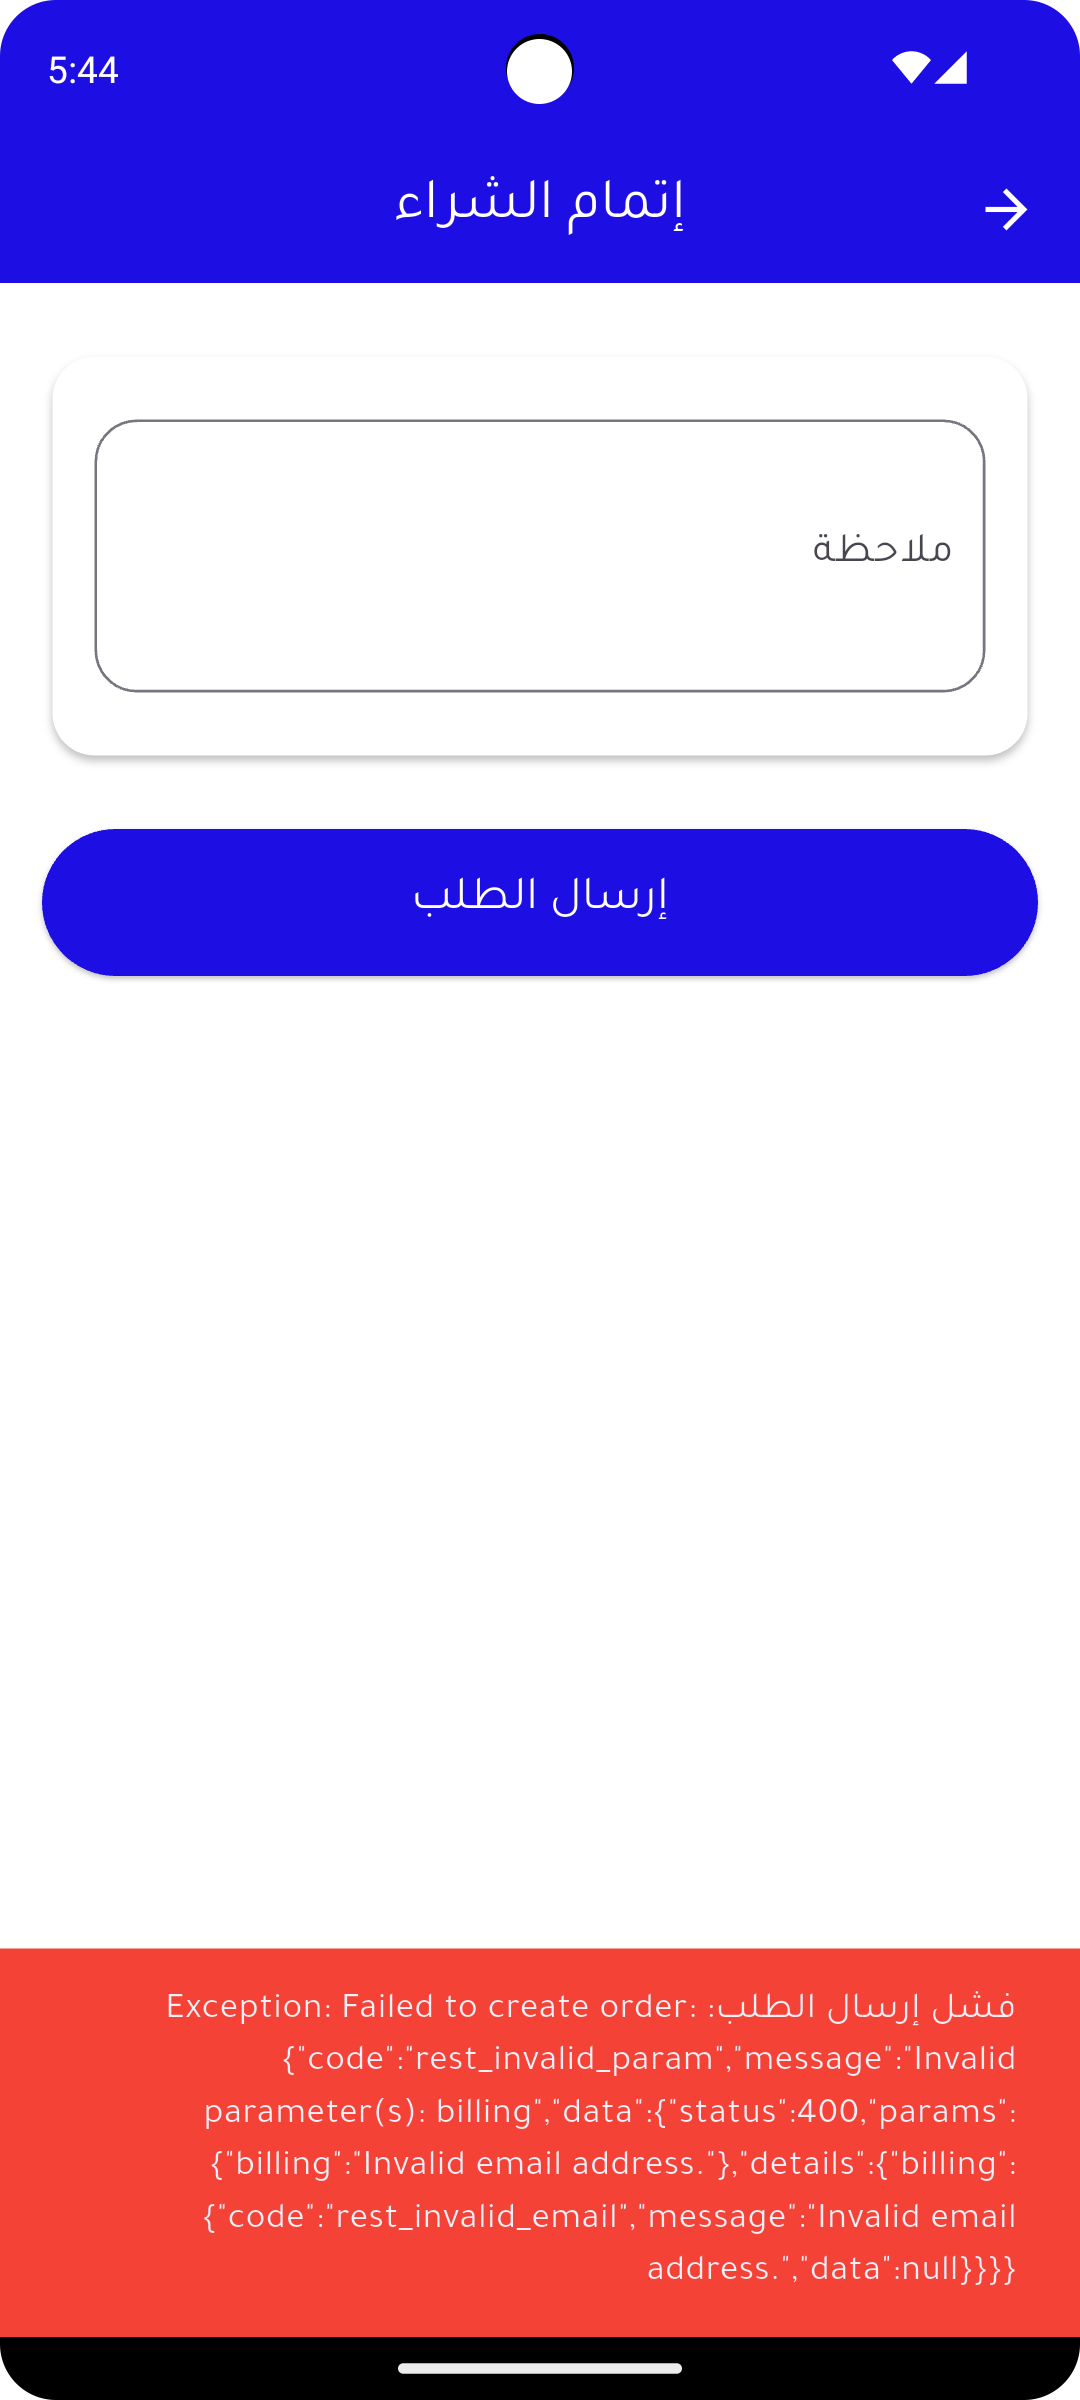 5:44
إتمام الشراء
ملاحظة
إرسال الطلب
فشل إرسال الطلب: Exception: Failed to create order:
{"code":"rest_invalid_param","message":"Invalid
parameter(s): billing","data":{"status":400,"params":
{"billing":"Invalid email address."},"details":{"billing":
{"code":"rest_invalid_email","message":"Invalid email
address.","data":null}}}}